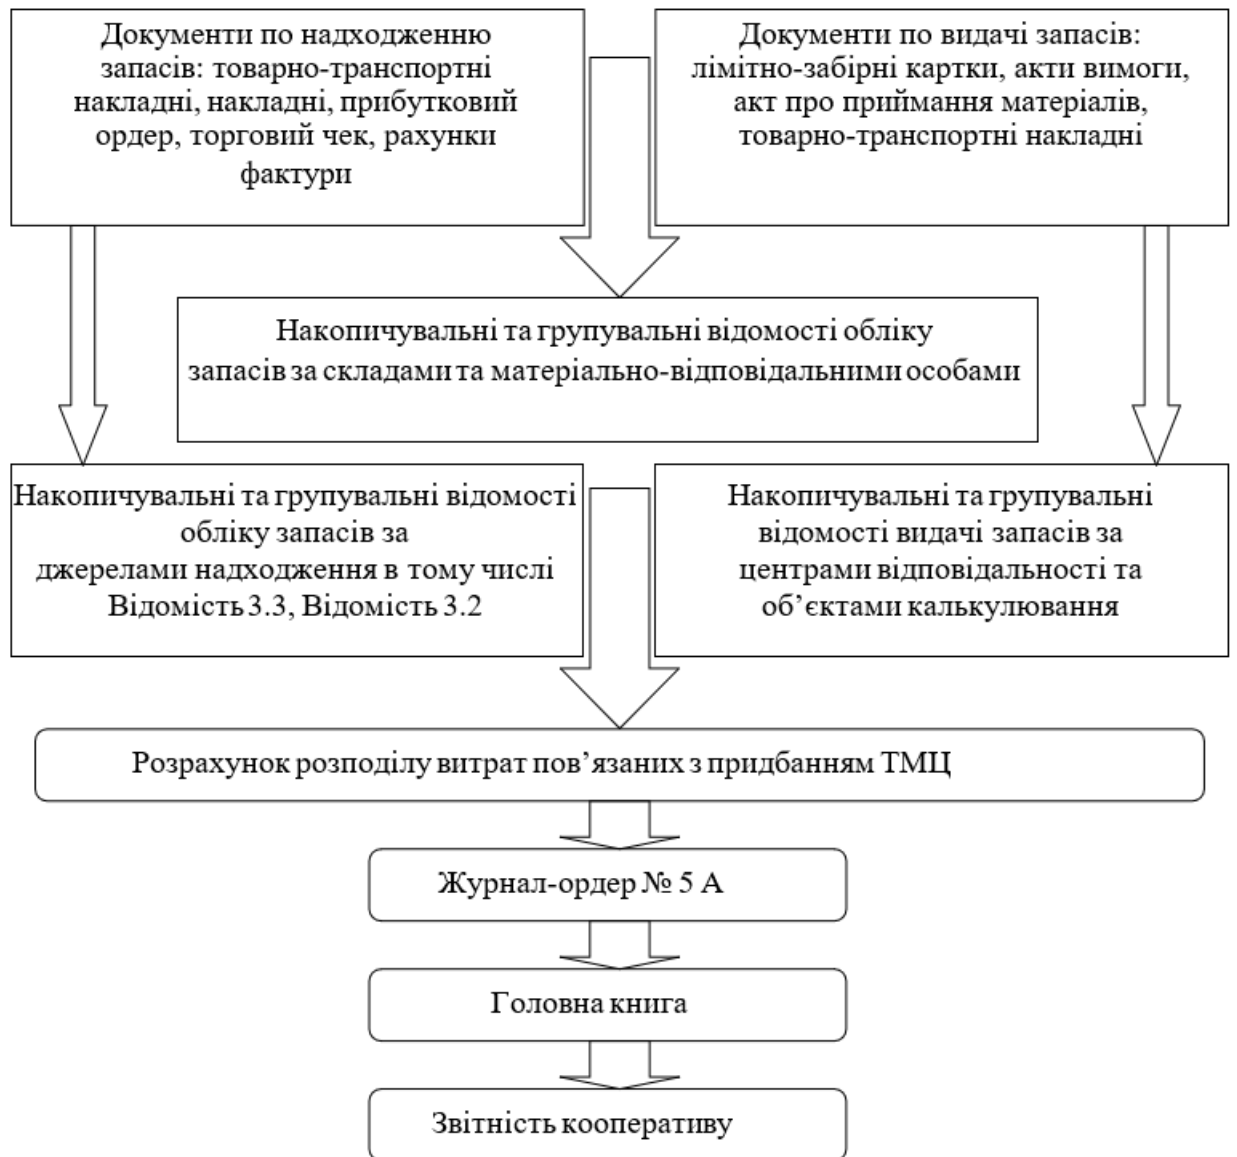 Документи по надходженню
запасів: товарно-транспортні
накладні, накладні, прибутковий
ордер, торговий чек, рахунки
фактури
Документи по видачі запасів:
лімітно-забірні картки, акти вимоги,
акт про приймання матеріалів,
товарно-транспортні накладні
Накопичувальні та групувальні відомості обліку
запасів за складами та матеріально-відповідальними особами
Накопичувальні та групувальні відомості
обліку запасів за
джерелами надходження в тому числі
Відомість 3.3, Відомість 3.2
Накопичувальні та групувальні
відомості видачі запасів за
центрами відповідальності та
об’єктами калькулювання
Розрахунок розподілу витрат пов’язаних з придбанням ТМЦ
Журнал-ордер № 5 А
Головна книга
Звітність кооперативу